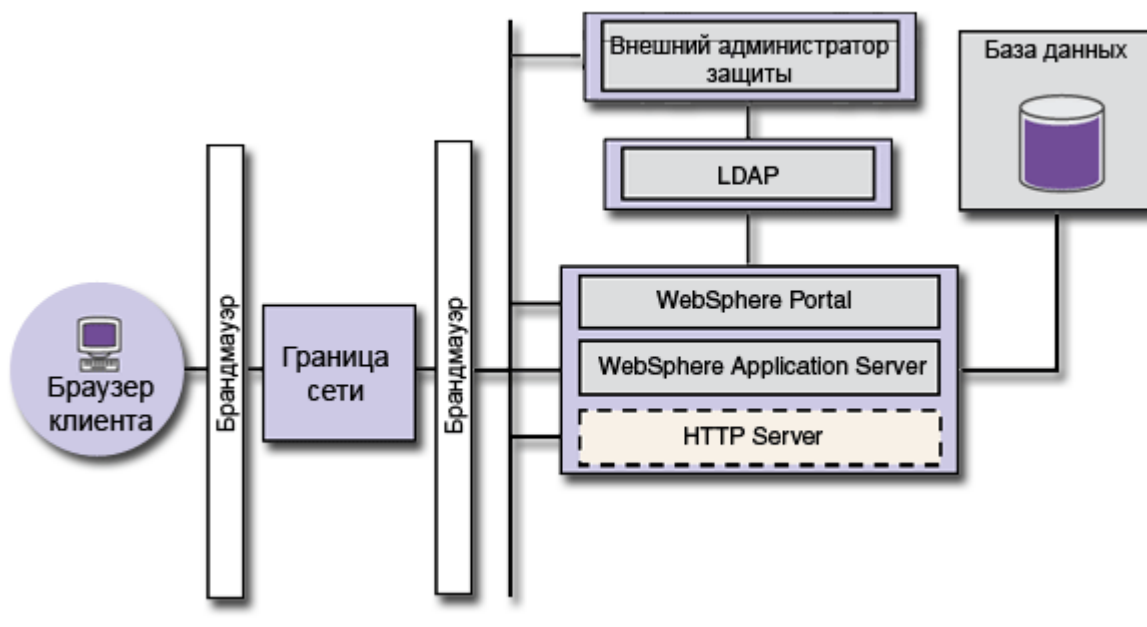 Внешний администратор
защиты
База данных
LDAP
WebSphere Portal
WebSphere Application Server
HTTP Server
Брандмауэр
Граница
сети
Брандмауэр
Браузер
клиента